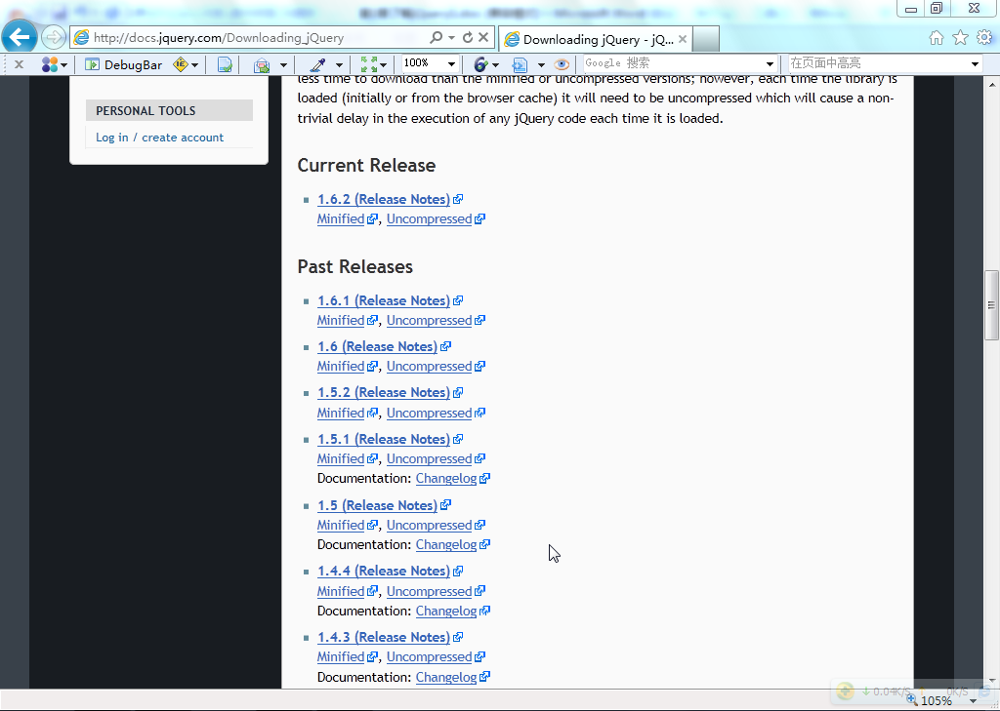 http://docs.jquery.com/Downloading_jQuery
Downloading jQuery - jQ...
DebugBar
100%
Google 搜索
在页面中高亮
less time to download than the minified or uncompressed versions; however, each time the library is
loaded (initially or from the browser cache) it will need to be uncompressed which will cause a non-
trivial delay in the execution of any jQuery code each time it is loaded.
PERSONAL TOOLS
Log in / create account
Current Release
1.6.2 (Release Notes)
Minified, Uncompressed
Past Releases
1.6.1 (Release Notes)
Minified, Uncompressed
1.6 (Release Notes)
Minified, Uncompressed
1.5.2 (Release Notes)
Minified, Uncompressed
1.5.1 (Release Notes)
Minified, Uncompressed
Documentation: Changelog
1.5 (Release Notes)
Minified, Uncompressed
Documentation: Changelog
1.4.4 (Release Notes)
Minified, Uncompressed
Documentation: Changelog
1.4.3 (Release Notes)
Minified, Uncompressed
Documentation: Changelog
0.04K/S
0K/S
105%